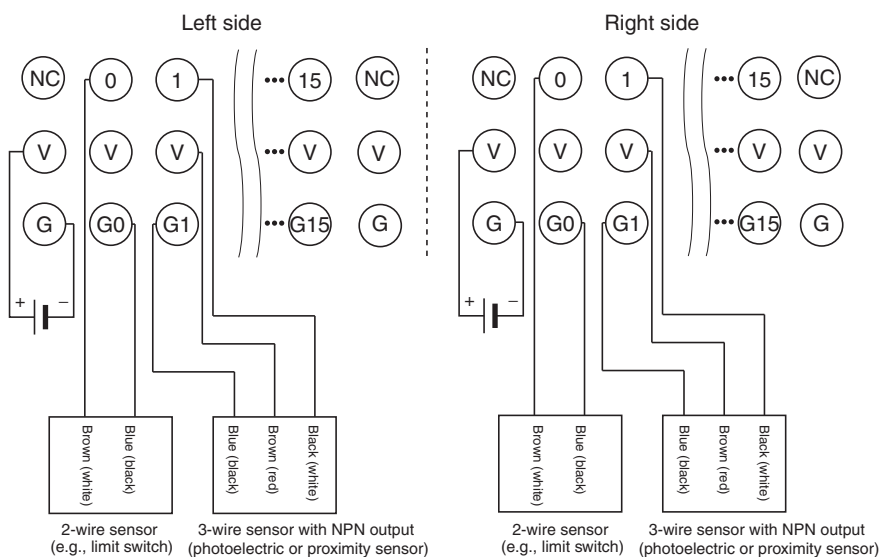 Left side
Right side
NC 0 1 ••• 15 NC
NC 0 1 ••• 15 NC
V V V ••• V V
V V V ••• V V
G G0 G1 ••• G15 G
G G0 G1 ••• G15 G
+ –
+ –
Brown (white)
Blue (black)
Blue (black)
Brown (red)
Black (white)
Brown (white)
Blue (black)
Blue (black)
Brown (red)
Black (white)
2-wire sensor
(e.g., limit switch)
3-wire sensor with NPN output
(photoelectric or proximity sensor)
2-wire sensor
(e.g., limit switch)
3-wire sensor with NPN output
(photoelectric or proximity sensor)